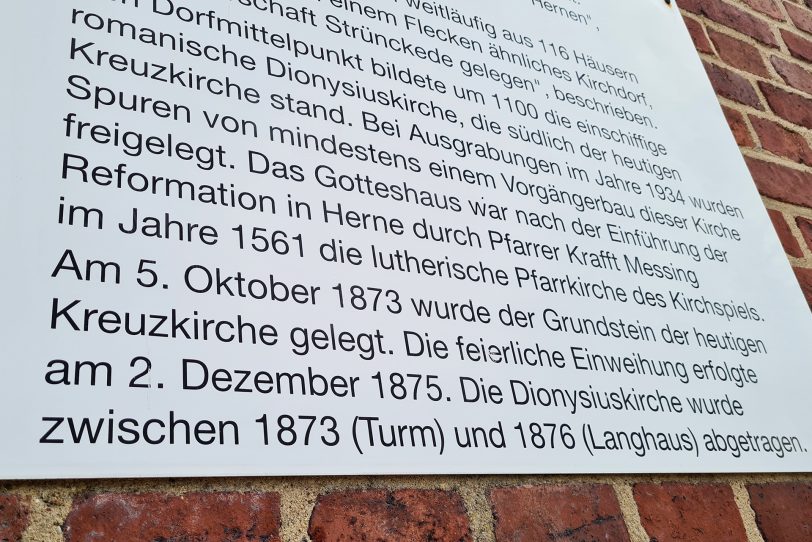 weitläufig aus 116 Häusern
Hernen",
schaft Strünckede gelegen", beschrieben.
einem Flecken ähnliches Kirchdorf,
Dorfmittelpunkt bildete um 1100 die einschiffige
romanische Dionysiuskirche, die südlich der heutigen
Kreuzkirche stand. Bei Ausgrabungen im Jahre 1934 wurden
Spuren von mindestens einem Vorgängerbau dieser Kirche
freigelegt. Das Gotteshaus war nach der Einführung der
Reformation in Herne durch Pfarrer Krafft Messing
im Jahre 1561 die lutherische Pfarrkirche des Kirchspiels.
Am 5. Oktober 1873 wurde der Grundstein der heutigen
Kreuzkirche gelegt. Die feierliche Einweihung erfolgte
am 2. Dezember 1875. Die Dionysiuskirche wurde
zwischen 1873 (Turm) und 1876 (Langhaus) abgetragen.